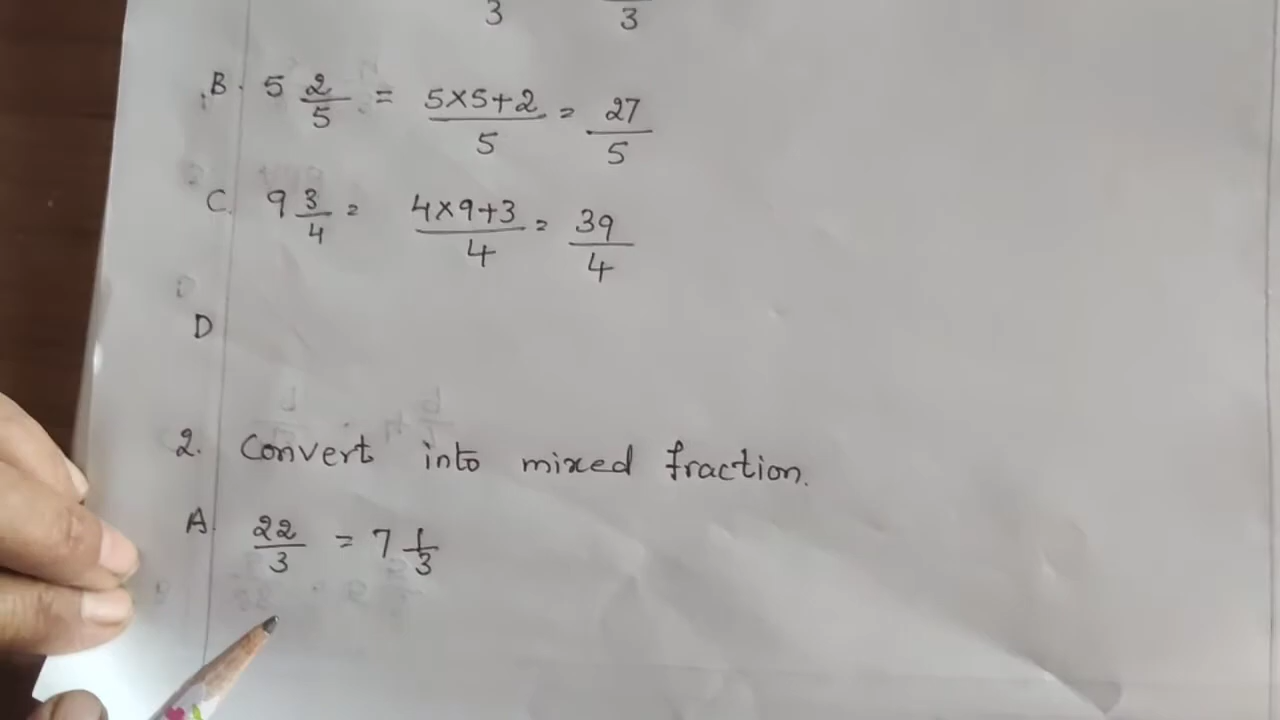 3 3
B. 5 2/5 = 5×5+2/5 = 27/5
C. 9 3/4 = 4×9+3/4 = 39/4
D
2. Convert into mixed fraction.
A. 22/3 = 7 1/3